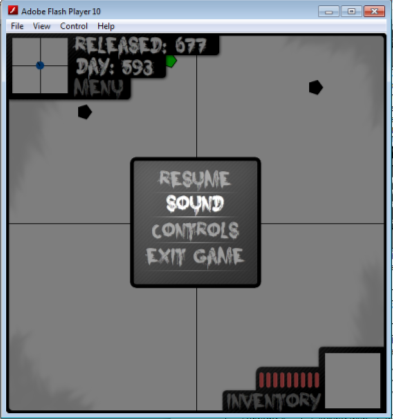 Adobe Flash Player 10
File View Control Help
RELEASED: 677
DAY: 593
MENU
RESUME
SOUND
CONTROLS
EXIT GAME
INVENTORY